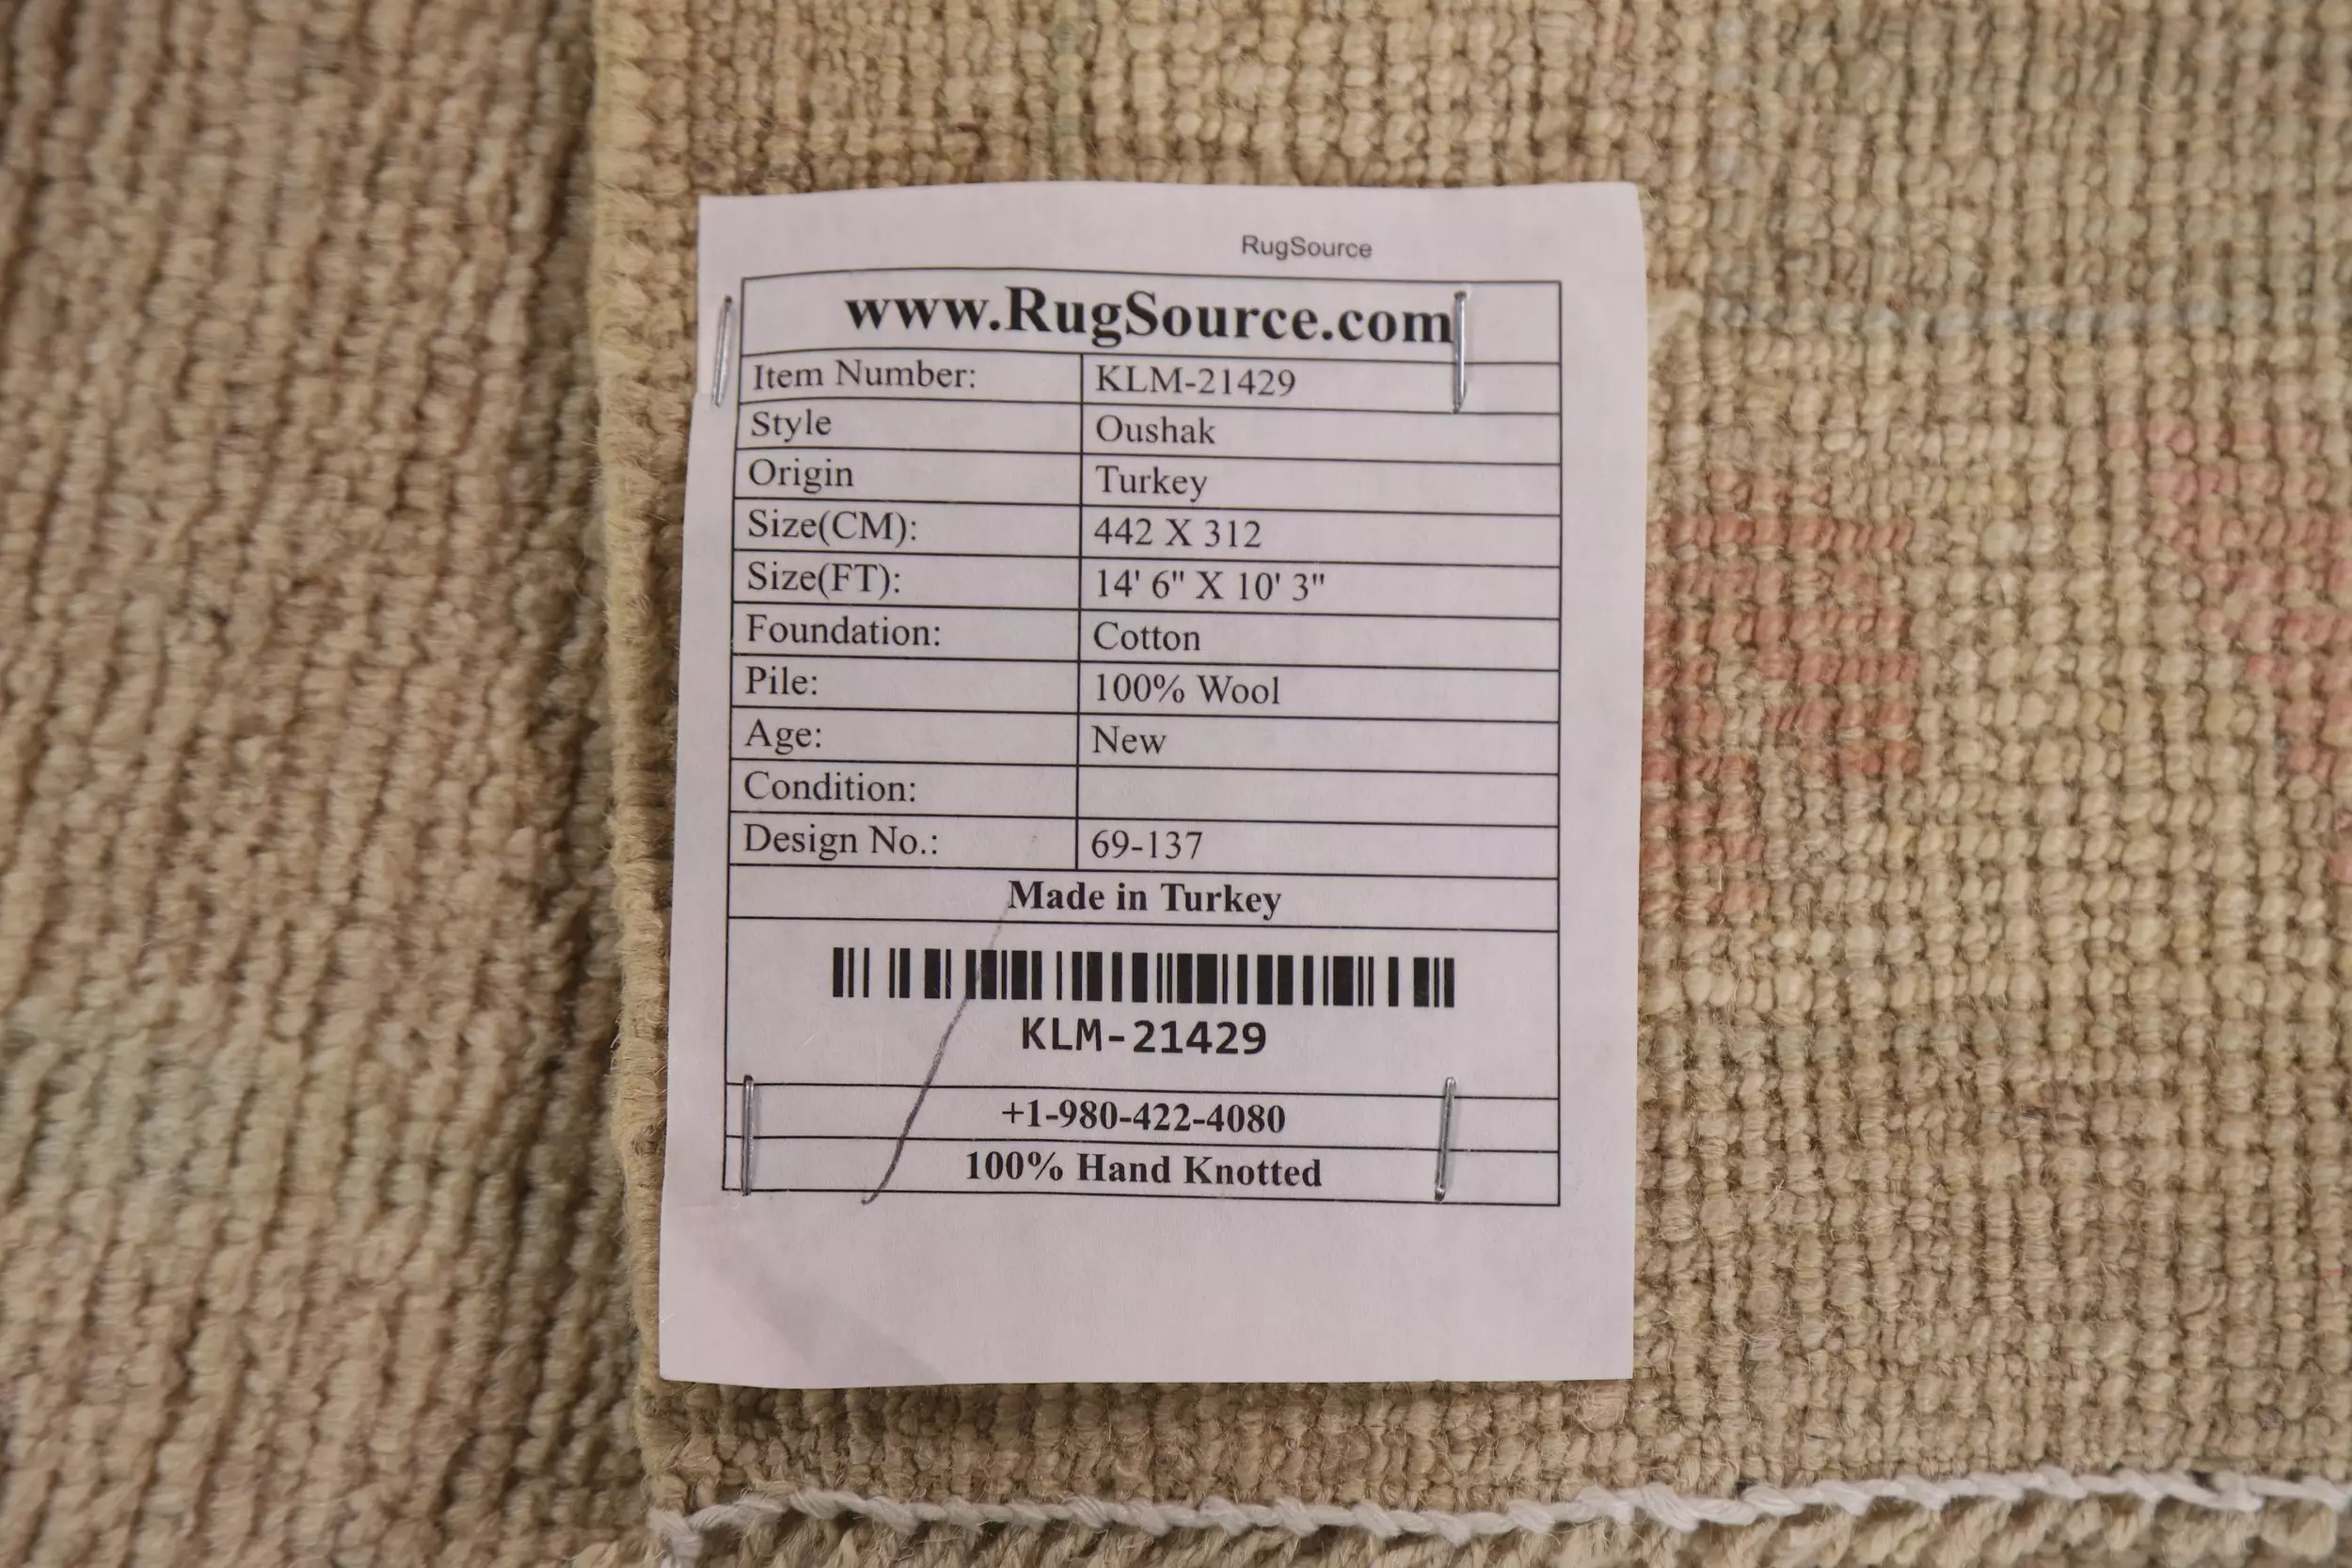 RugSource
www.RugSource.com
Item Number: KLM-21429
Style Oushak
Origin Turkey
Size(CM): 442 X 312
Size(FT): 14' 6" X 10' 3"
Foundation: Cotton
Pile: 100% Wool
Age: New
Condition:
Design No.: 69-137
Made in Turkey
KLM-21429
+1-980-422-4080
100% Hand Knotted